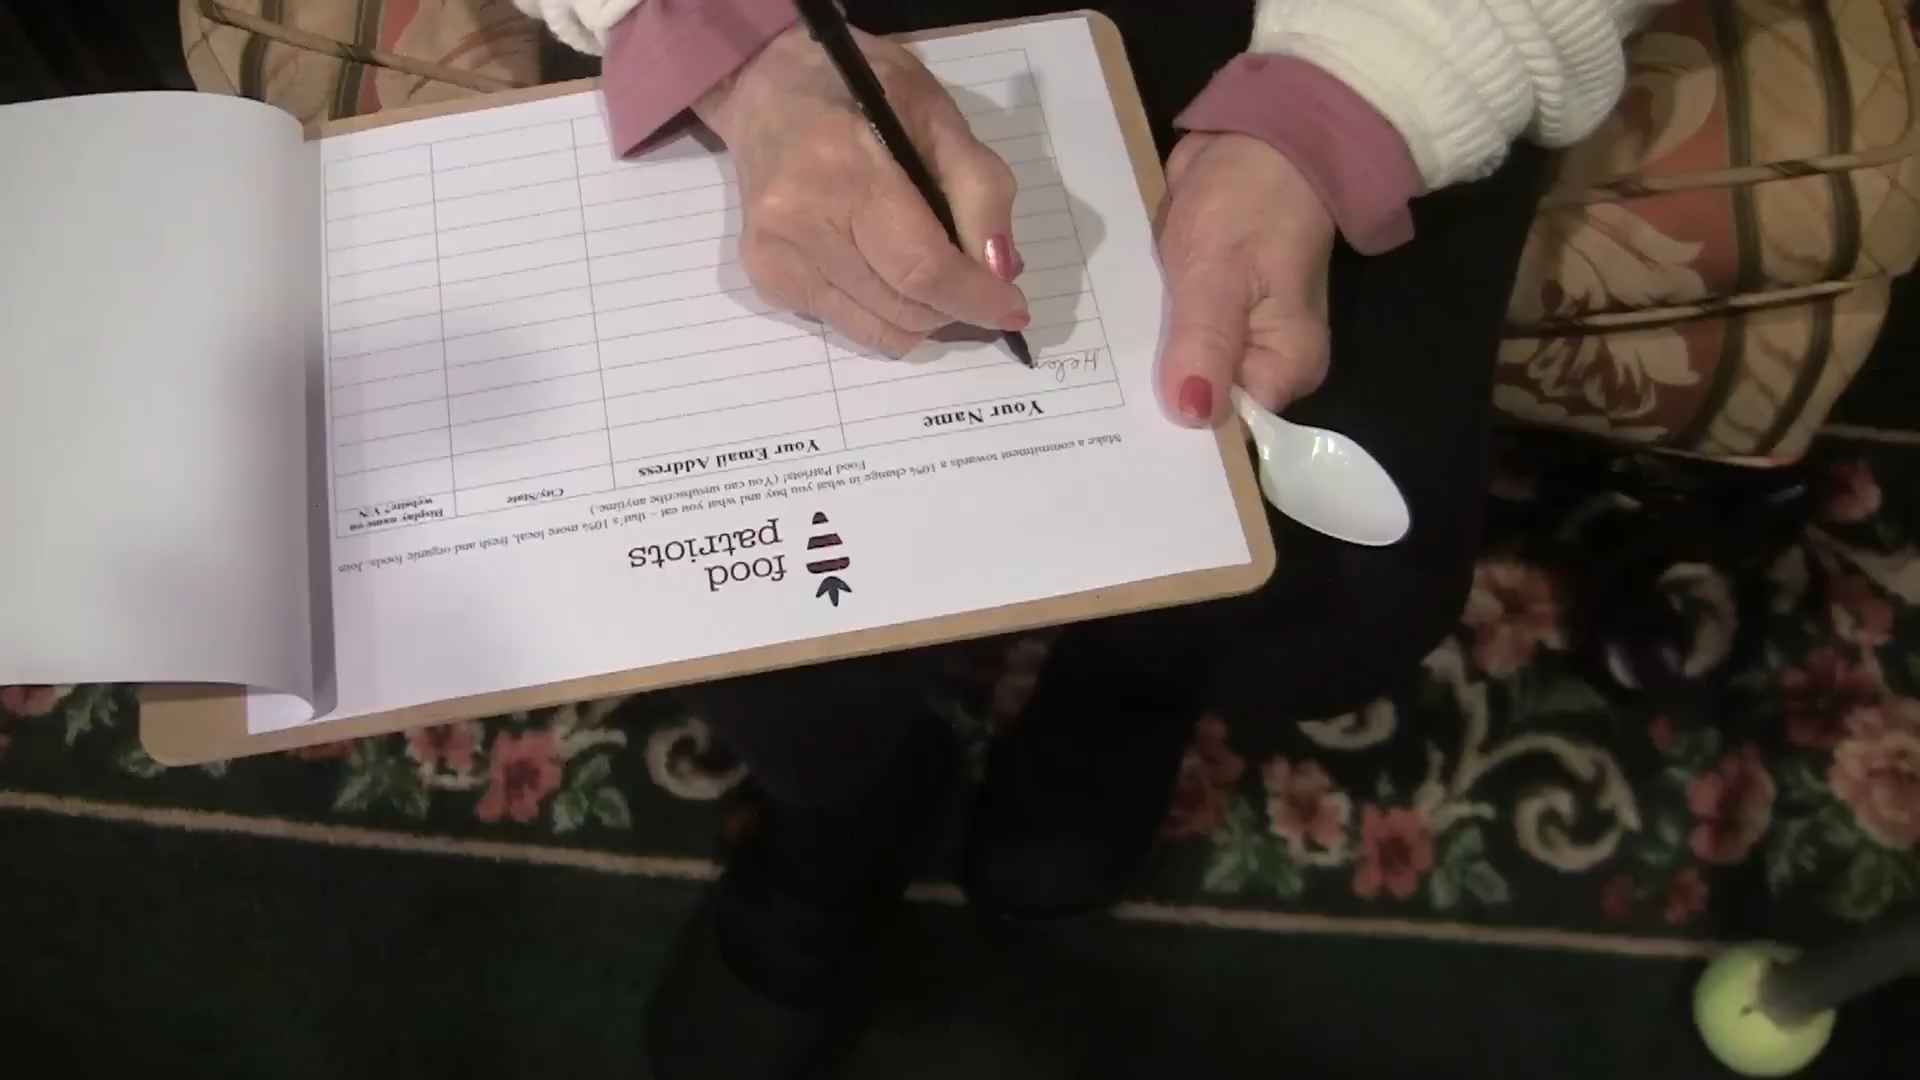 food
patriots
Make a commitment towards a 10% change in what you buy and what you eat – that's 10% more local, fresh and organic foods. Join
Food Patriots! (You can unsubscribe anytime.)
Your Name
Your Email Address
City/State
Display name on
website? Y/N
Helen